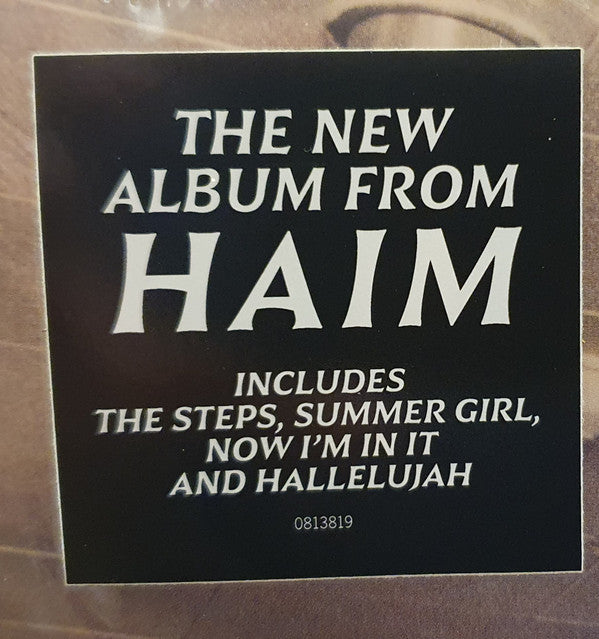 THE NEW
ALBUM FROM
HAIM
INCLUDES
THE STEPS, SUMMER GIRL,
NOW I'M IN IT
AND HALLELUJAH
0813819